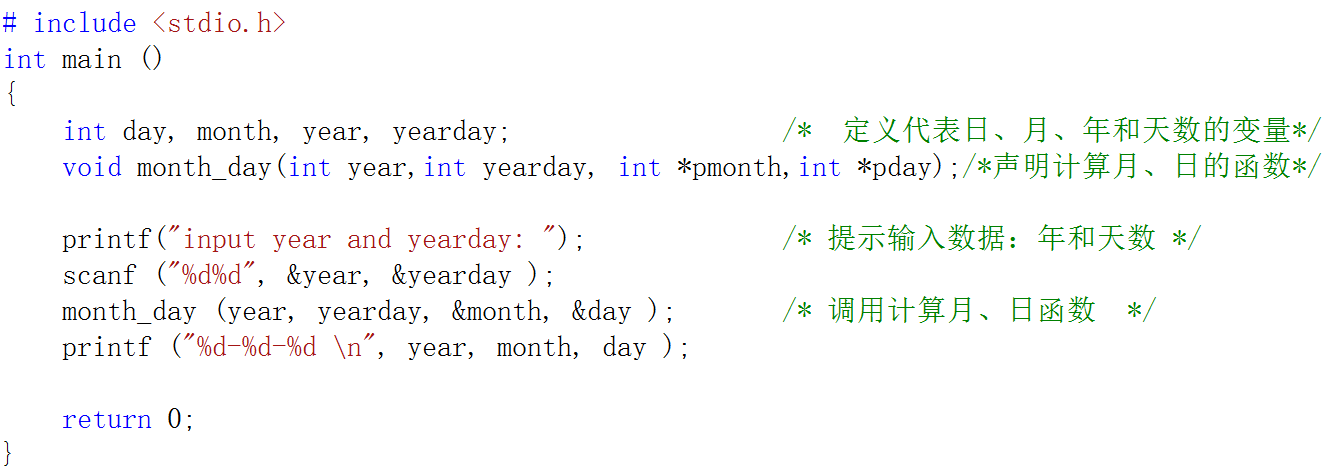 # include <stdio.h>
int main ()
{
    int day, month, year, yearday;                  /*  定义代表日、月、年和天数的变量*/
    void month_day(int year,int yearday, int *pmonth,int *pday);/*声明计算月、日的函数*/

    printf("input year and yearday: ");             /* 提示输入数据：年和天数 */
    scanf ("%d%d", &year, &yearday );
    month_day (year, yearday, &month, &day );       /* 调用计算月、日函数  */
    printf ("%d-%d-%d \n", year, month, day );

    return 0;
}